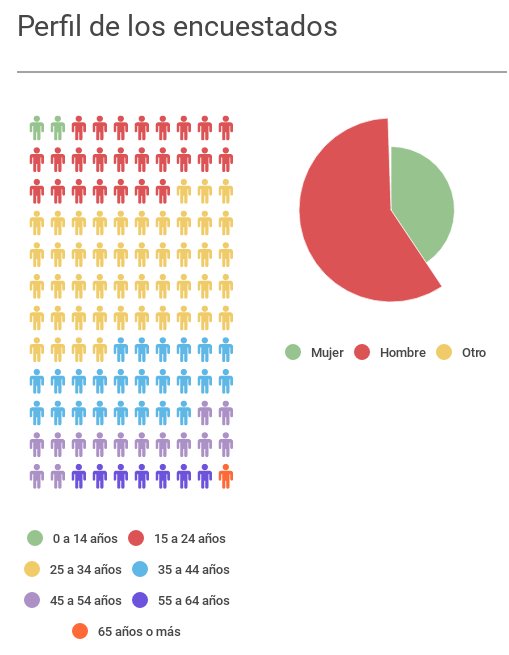 Perfil de los encuestados
Mujer Hombre Otro
0 a 14 años 15 a 24 años
25 a 34 años 35 a 44 años
45 a 54 años 55 a 64 años
65 años o más